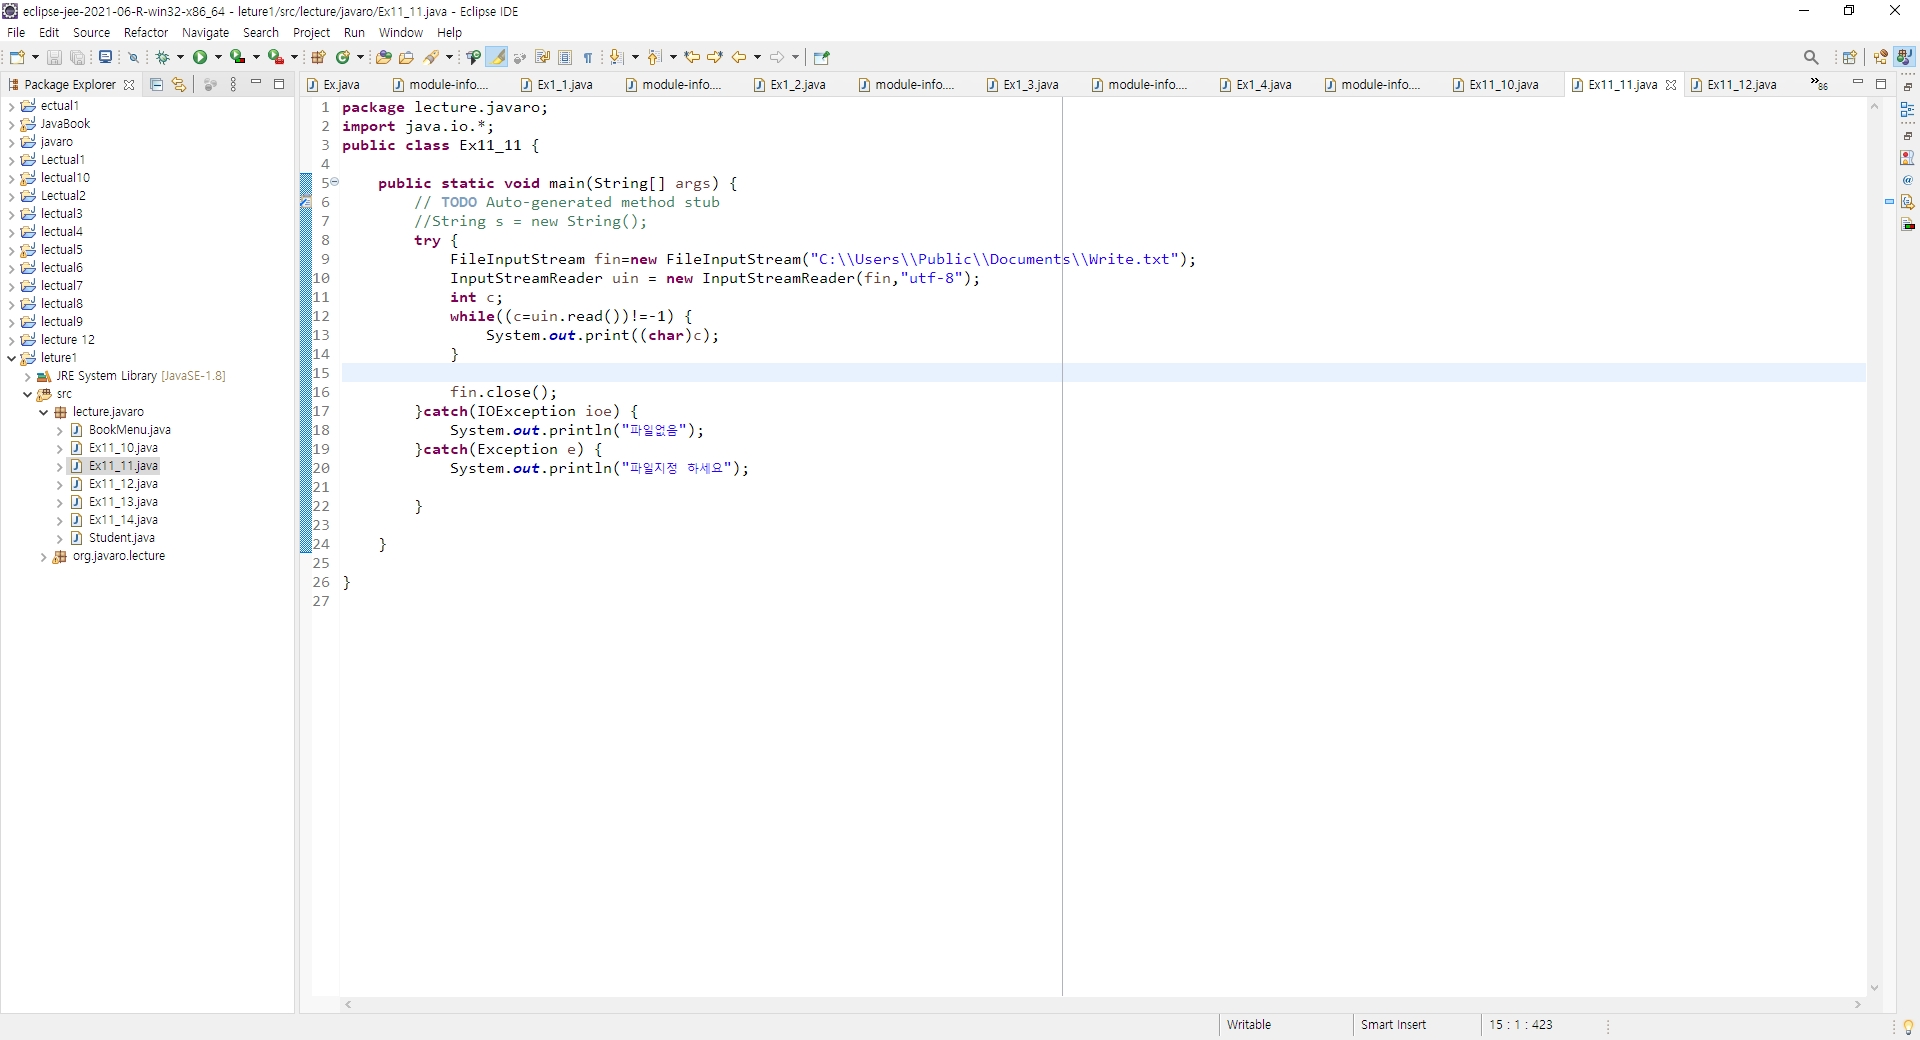 eclipse-jee-2021-06-R-win32-x86_64 - leture1/src/lecture/javaro/Ex11_11.java - Eclipse IDE
File Edit Source Refactor Navigate Search Project Run Window Help
Package Explorer
Ex.java module-info.... Ex1_1.java module-info.... Ex1_2.java module-info.... Ex1_3.java module-info.... Ex1_4.java module-info.... Ex11_10.java Ex11_11.java Ex11_12.java »86
ectual1
JavaBook
javaro
Lectual1
lectual10
Lectual2
lectual3
lectual4
lectual5
lectual6
lectual7
lectual8
lectual9
lecture 12
leture1
JRE System Library [JavaSE-1.8]
src
lecture.javaro
BookMenu.java
Ex11_10.java
Ex11_11.java
Ex11_12.java
Ex11_13.java
Ex11_14.java
Student.java
org.javaro.lecture
1 package lecture.javaro;
2 import java.io.*;
3 public class Ex11_11 {
4
5 public static void main(String[] args) {
6 // TODO Auto-generated method stub
7 //String s = new String();
8 try {
9 FileInputStream fin=new FileInputStream("C:\\Users\\Public\\Documents\\Write.txt");
10 InputStreamReader uin = new InputStreamReader(fin,"utf-8");
11 int c;
12 while((c=uin.read())!=-1) {
13 System.out.print((char)c);
14 }
15
16 fin.close();
17 }catch(IOException ioe) {
18 System.out.println("파일없음");
19 }catch(Exception e) {
20 System.out.println("파일지정 하세요");
21
22 }
23
24 }
25
26 }
27
Writable Smart Insert 15 : 1 : 423